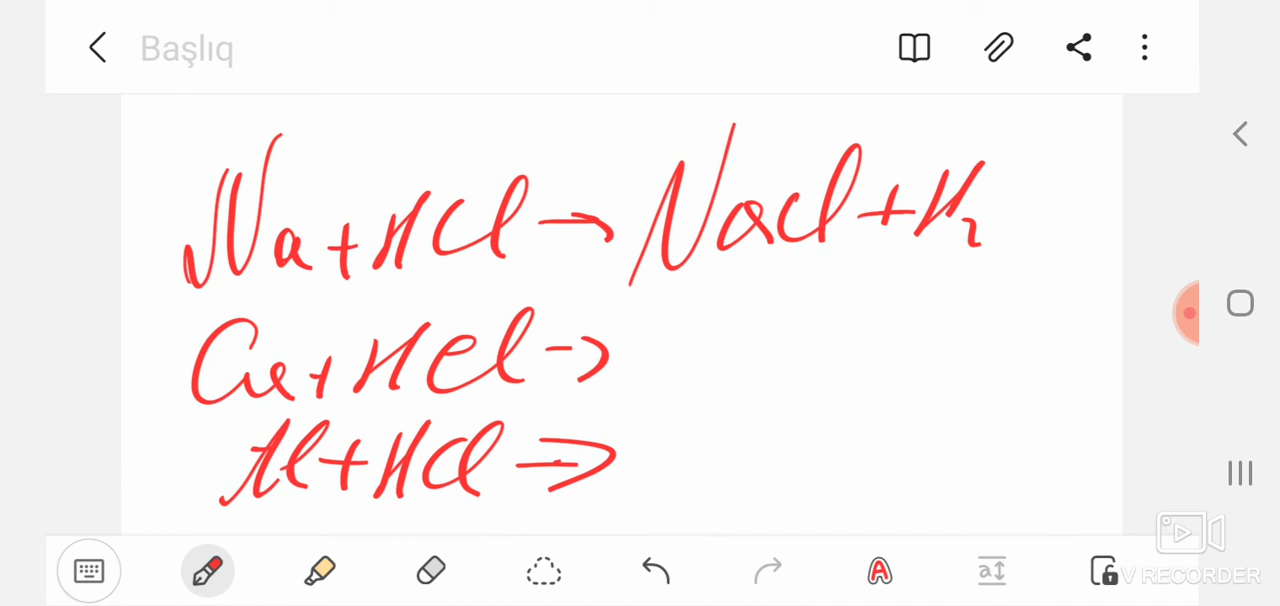 Başlıq
Na+HCl→NaCl+H₂
Ca+HCl→
Al+HCl→
A a
V RECORDER